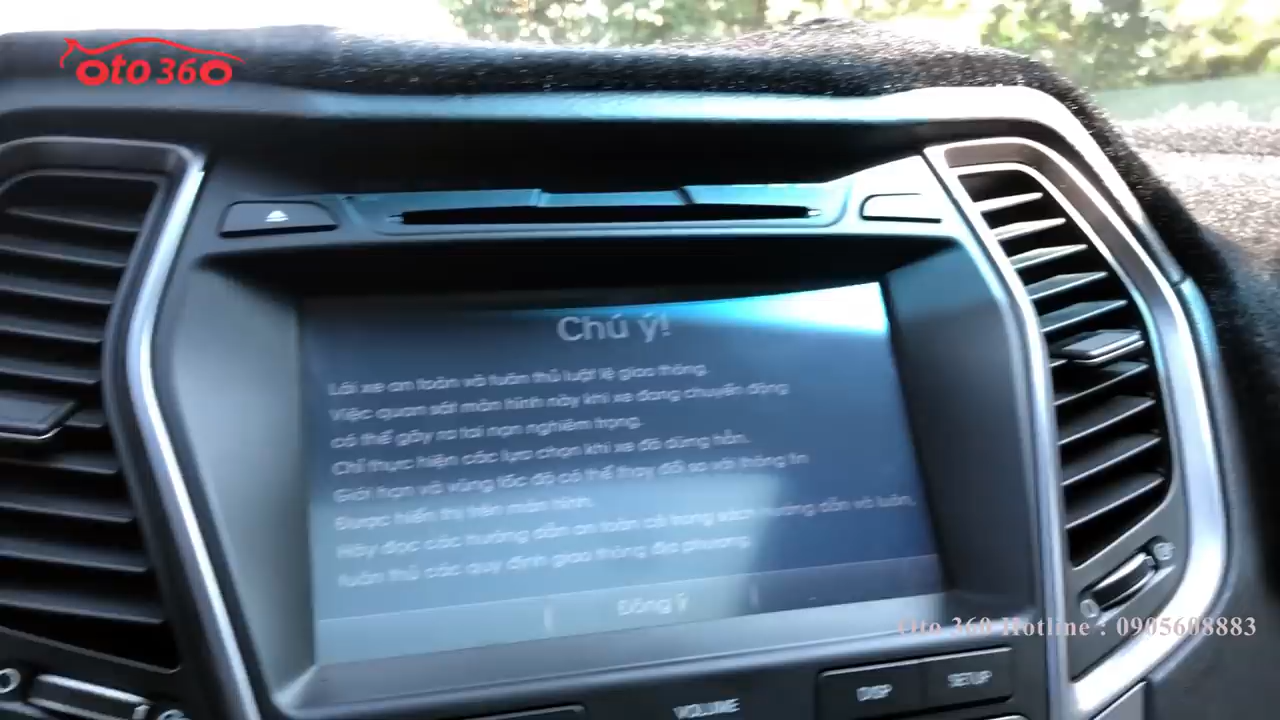 oto 360
Chú ý!
Lái xe an toàn và tuân thủ luật lệ giao thông.
Việc quan sát màn hình này khi xe đang chuyển động
có thể gây ra tai nạn nghiêm trọng.
Chỉ thực hiện các lựa chọn khi xe đã dừng hẳn.
Giới hạn và vùng tốc độ có thể thay đổi so với thông tin
Được hiển thị trên màn hình.
Hãy đọc các hướng dẫn an toàn có trong sách hướng dẫn và luôn
tuân thủ các quy định giao thông địa phương
Đồng ý
Oto 360 Hotline : 0905608883
DISP
SETUP
VOLUME